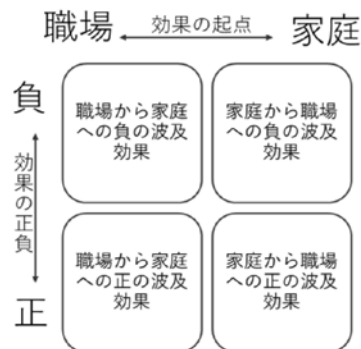 職場 効果の起点 家庭
負
効果の正負
正
職場から家庭
への負の波及
効果
家庭から職場
への負の波及
効果
職場から家庭
への正の波及
効果
家庭から職場
への正の波及
効果